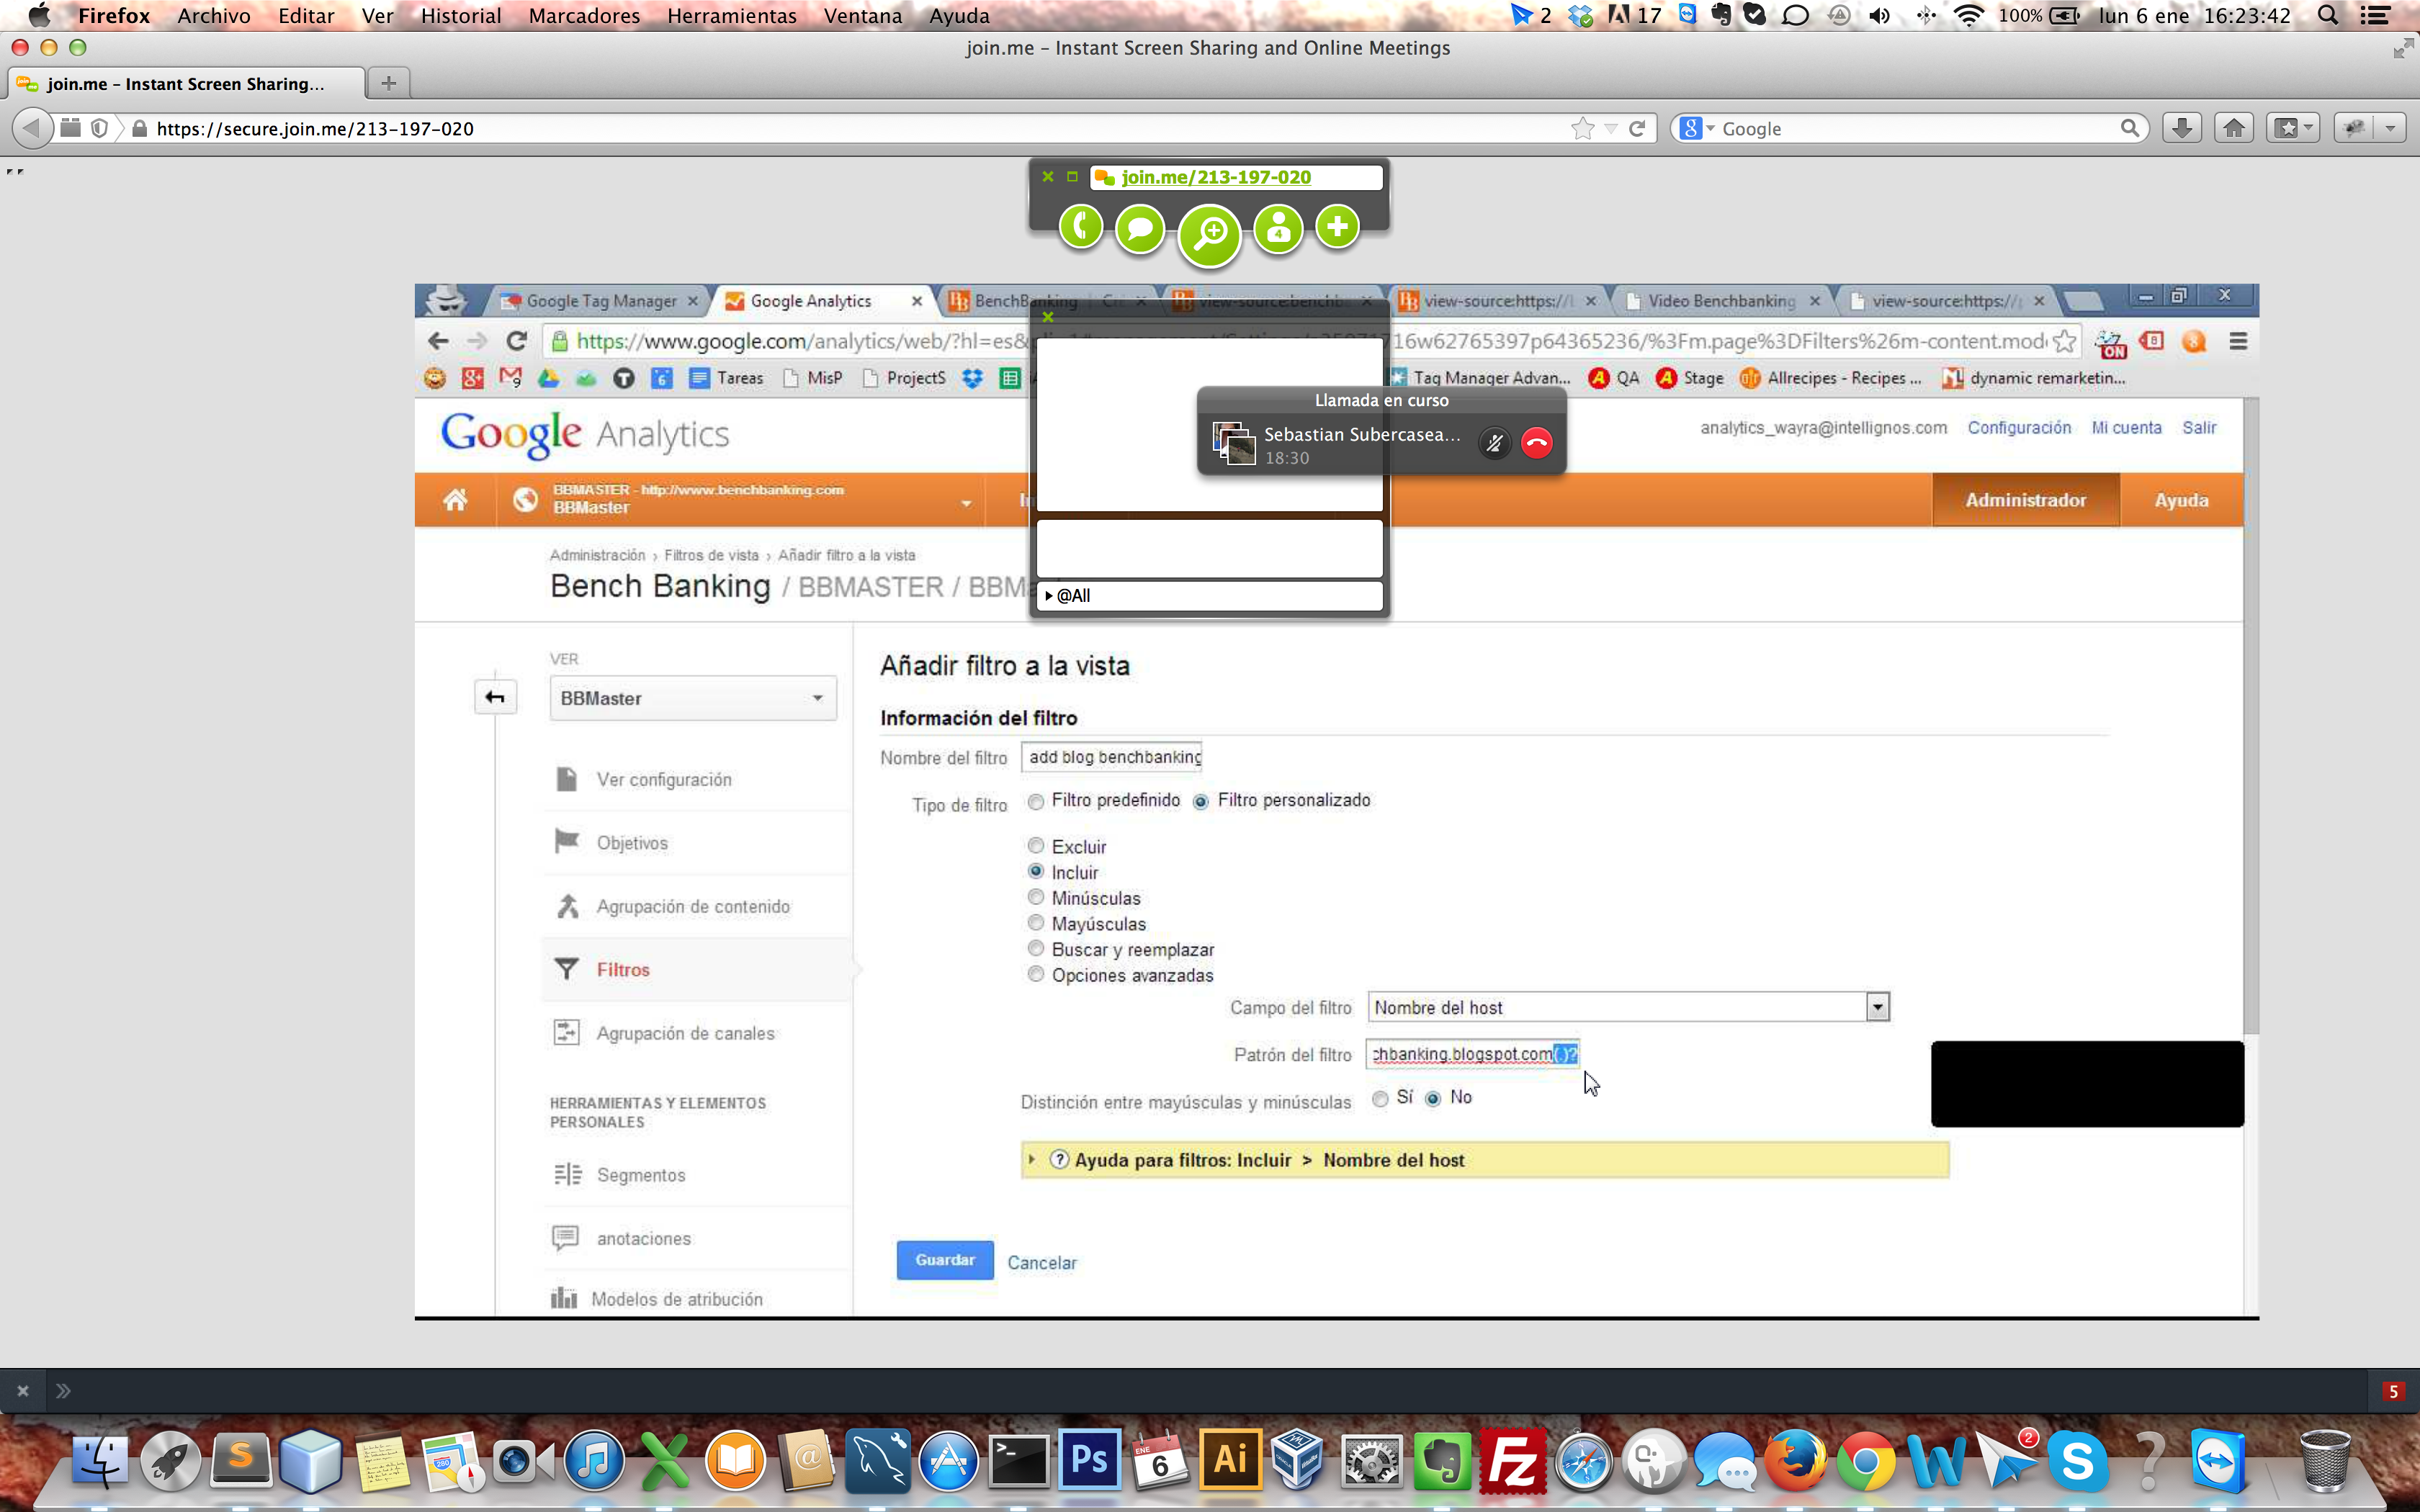 Firefox Archivo Editar Ver Historial Marcadores Herramientas Ventana Ayuda 2 17 100% lun 6 ene 16:23:42
join.me – Instant Screen Sharing and Online Meetings
join.me – Instant Screen Sharing...
https://secure.join.me/213-197-020 Google
join.me/213-197-020
4
Google Tag Manager Google Analytics view-source:https:// Video Benchbanking view-source:https://
https://www.google.com/analytics/web/?hl=es& 16w62765397p64365236/%3Fm.page%3DFilters%26m-content.mod
ON
Tareas MisP ProjectS Tag Manager Advan... QA Stage Allrecipes - Recipes ... dynamic remarketin...
Llamada en curso
Sebastian Subercasea...
18:30
Google Analytics
analytics_wayra@intellignos.com Configuración Mi cuenta Salir
BBMASTER - http://www.benchbanking.com
BBMaster
Administrador Ayuda
Administración › Filtros de vista › Añadir filtro a la vista
Bench Banking / BBMASTER / BBM
@All
VER
BBMaster
Ver configuración
Objetivos
Agrupación de contenido
Filtros
Agrupación de canales
HERRAMIENTAS Y ELEMENTOS
PERSONALES
Segmentos
anotaciones
Modelos de atribución
Añadir filtro a la vista
Información del filtro
Nombre del filtro add blog benchbanking
Tipo de filtro Filtro predefinido Filtro personalizado
Excluir
Incluir
Minúsculas
Mayúsculas
Buscar y reemplazar
Opciones avanzadas
Campo del filtro Nombre del host
Patrón del filtro chbanking.blogspot.com(.)?
Distinción entre mayúsculas y minúsculas Sí No
Ayuda para filtros: Incluir > Nombre del host
Guardar Cancelar
5
Ps ENE 6 Ai Fz 2